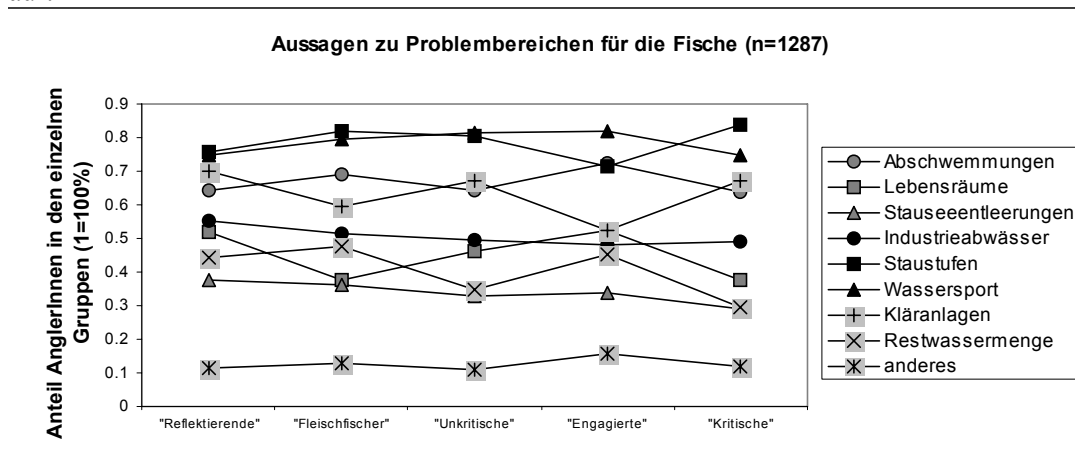 Aussagen zu Problembereichen für die Fische (n=1287)
Anteil AnglerInnen in den einzelnen
Gruppen (1=100%)
0.9
0.8
0.7
0.6
0.5
0.4
0.3
0.2
0.1
0
"Reflektierende" "Fleischfischer" "Unkritische" "Engagierte" "Kritische"
Abschwemmungen
Lebensräume
Stauseeentleerungen
Industrieabwässer
Staustufen
Wassersport
Kläranlagen
Restwassermenge
anderes